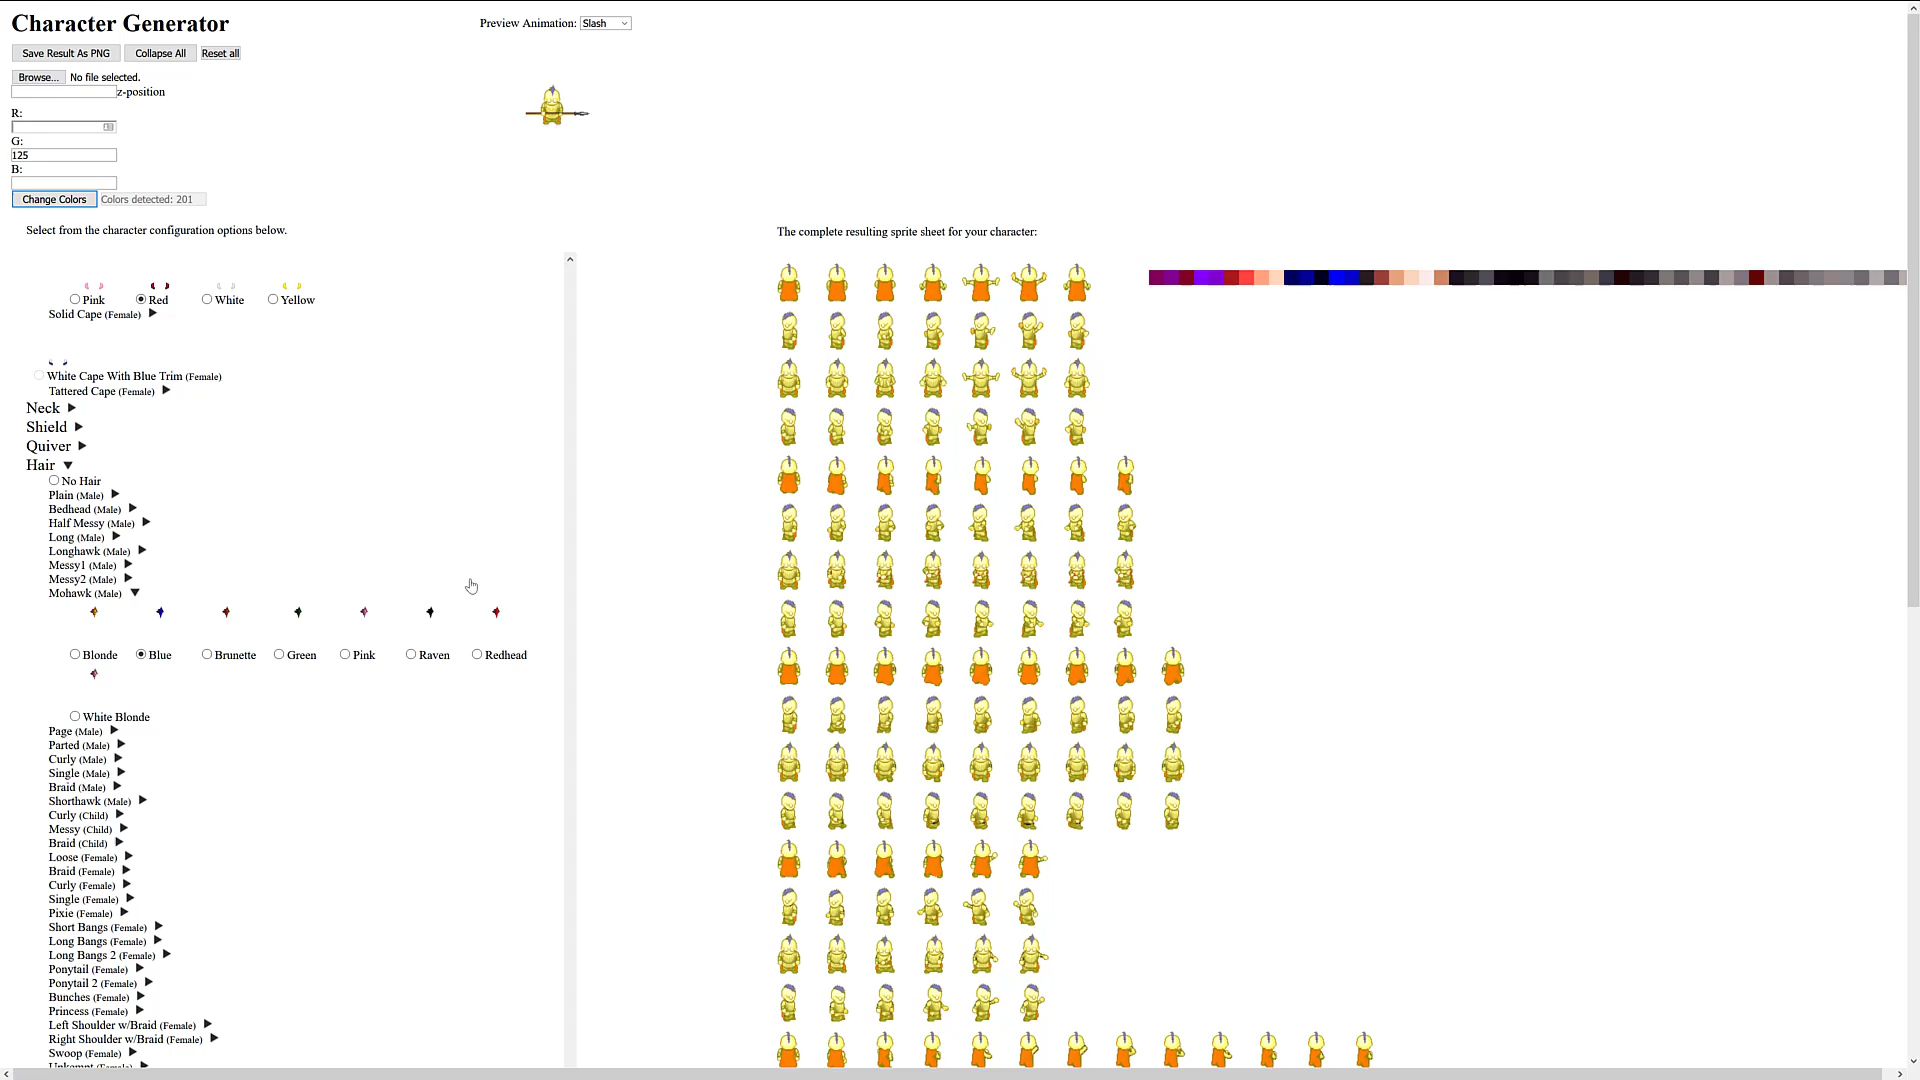 Character Generator
Preview Animation: Slash
Save Result As PNG Collapse All Reset all
Browse... No file selected.
z-position
R:
G:
125
B:
Change Colors Colors detected: 201
Select from the character configuration options below.
The complete resulting sprite sheet for your character:
Pink Red White Yellow
Solid Cape (Female)
White Cape With Blue Trim (Female)
Tattered Cape (Female)
Neck
Shield
Quiver
Hair
No Hair
Plain (Male)
Bedhead (Male)
Half Messy (Male)
Long (Male)
Longhawk (Male)
Messy1 (Male)
Messy2 (Male)
Mohawk (Male)
Blonde Blue Brunette Green Pink Raven Redhead
White Blonde
Page (Male)
Parted (Male)
Curly (Male)
Single (Male)
Braid (Male)
Shorthawk (Male)
Curly (Child)
Messy (Child)
Braid (Child)
Loose (Female)
Braid (Female)
Curly (Female)
Single (Female)
Pixie (Female)
Short Bangs (Female)
Long Bangs (Female)
Long Bangs 2 (Female)
Ponytail (Female)
Ponytail 2 (Female)
Bunches (Female)
Princess (Female)
Left Shoulder w/Braid (Female)
Right Shoulder w/Braid (Female)
Swoop (Female)
Unkempt (Female)